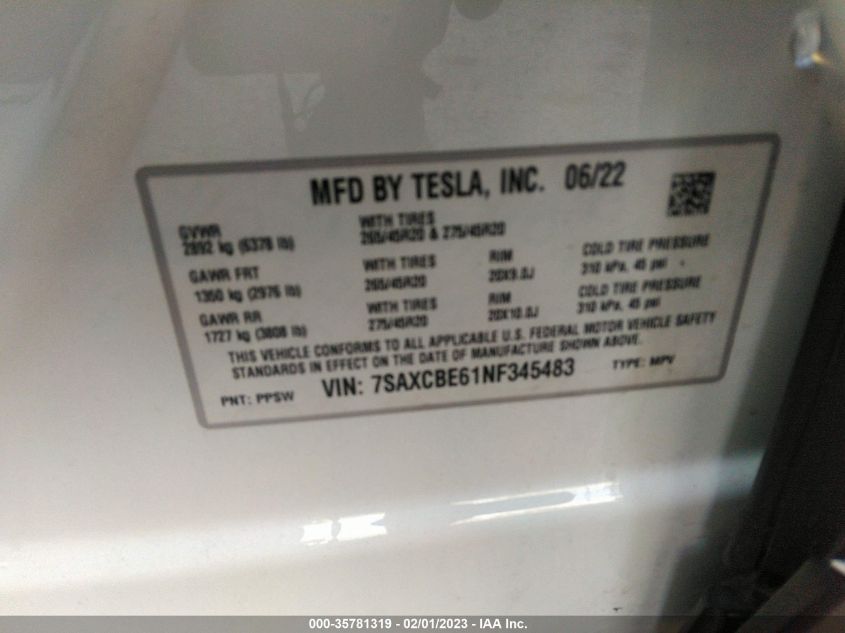 MFD BY TESLA, INC. 06/22
GVWR WITH TIRES
2892 kg (6378 lb) 265/45R20 & 275/45R20
GAWR FRT WITH TIRES RIM COLD TIRE PRESSURE
1350 kg (2976 lb) 265/45R20 20X9.0J 310 kPa, 45 psi
GAWR RR WITH TIRES RIM COLD TIRE PRESSURE
1727 kg (3808 lb) 275/45R20 20X10.0J 310 kPa, 45 psi
THIS VEHICLE CONFORMS TO ALL APPLICABLE U.S. FEDERAL MOTOR VEHICLE SAFETY
STANDARDS IN EFFECT ON THE DATE OF MANUFACTURE SHOWN ABOVE.
PNT: PPSW VIN: 7SAXCBE61NF345483 TYPE: MPV
000-35781319 - 02/01/2023 - IAA Inc.